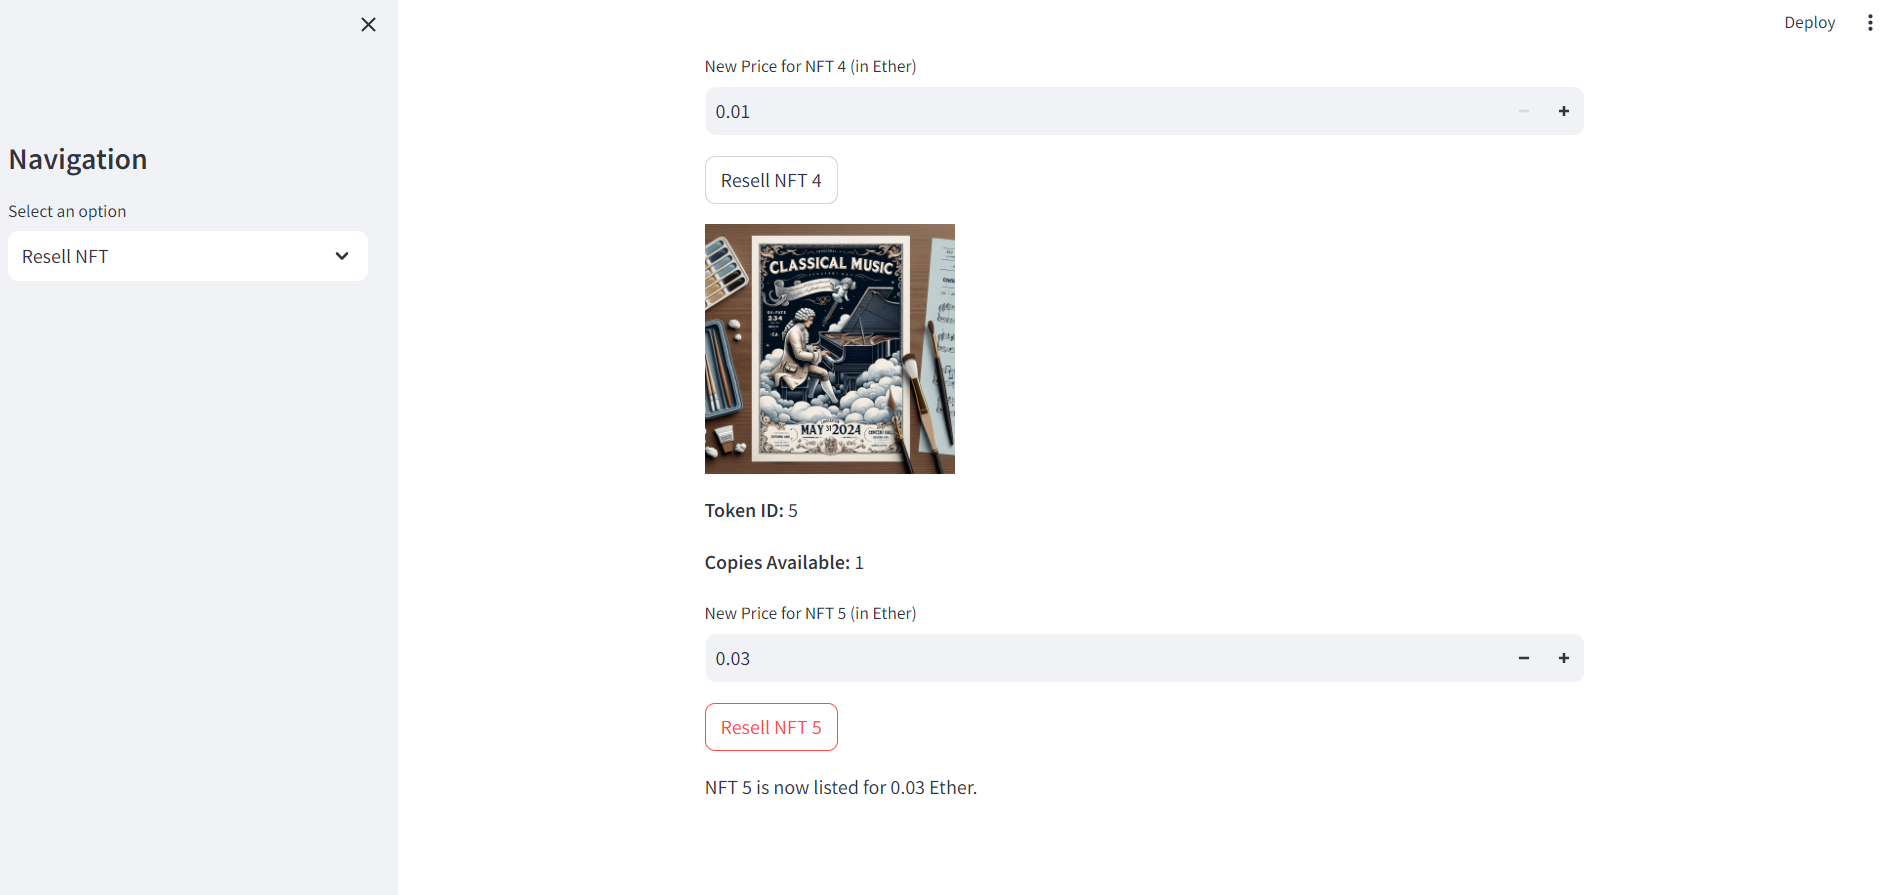 Deploy
Navigation
Select an option
Resell NFT
New Price for NFT 4 (in Ether)
0.01
Resell NFT 4
CLASSICAL MUSIC
234
MAY 31 2024
Token ID: 5
Copies Available: 1
New Price for NFT 5 (in Ether)
0.03
Resell NFT 5
NFT 5 is now listed for 0.03 Ether.